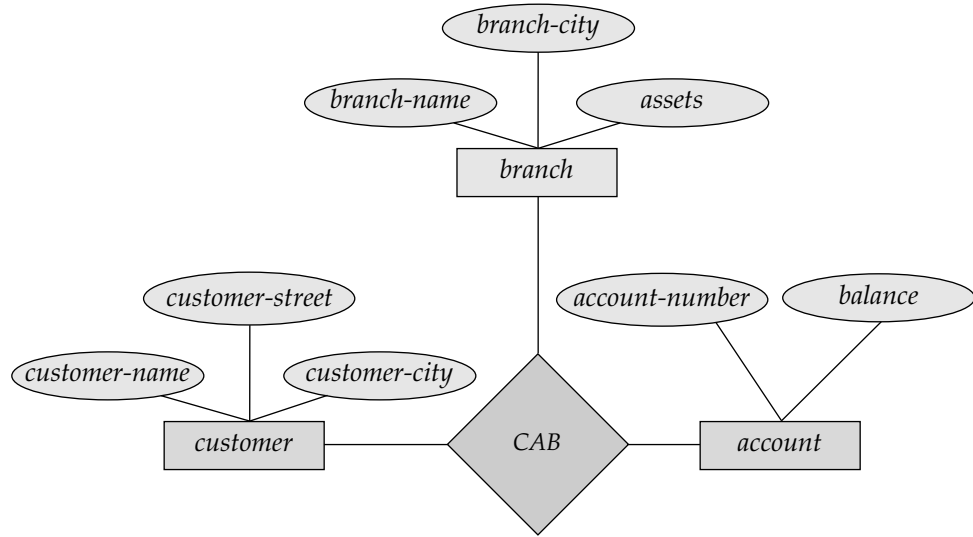 branch-city
branch-name
assets
branch
customer-street
account-number
balance
customer-name
customer-city
customer
CAB
account